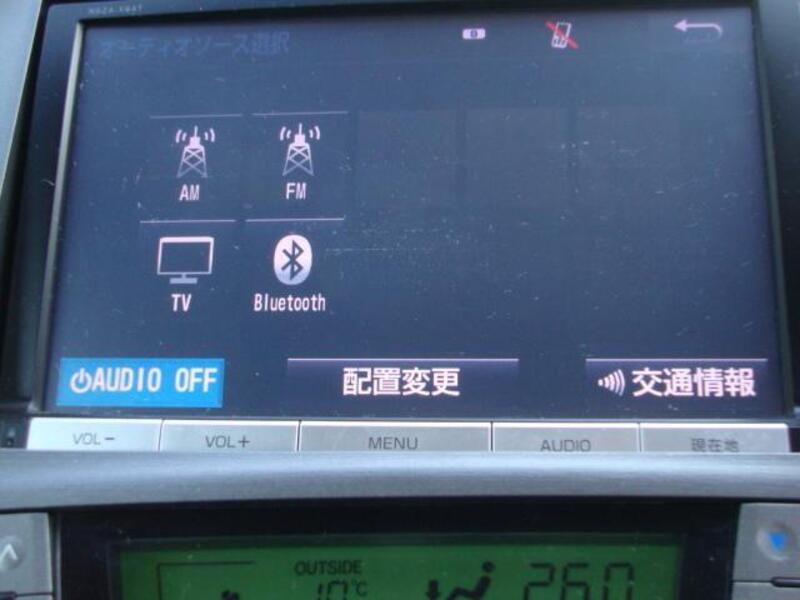 オーディオソース選択
AM
FM
TV
Bluetooth
AUDIO OFF
配置変更
交通情報
VOL−
VOL+
MENU
AUDIO
現在地
OUTSIDE
10℃
26.0